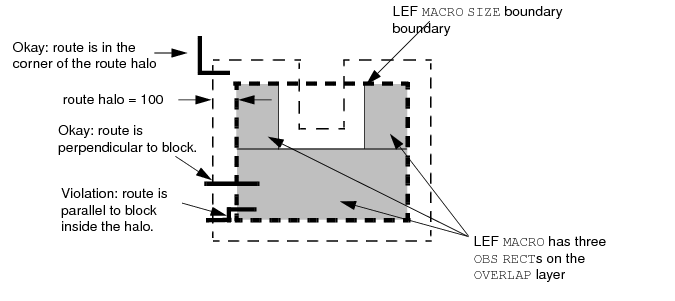 LEF MACRO SIZE boundary
boundary
Okay: route is in the
corner of the route halo
route halo = 100
Okay: route is
perpendicular to block.
Violation: route is
parallel to block
inside the halo.
LEF MACRO has three
OBS RECTs on the
OVERLAP layer